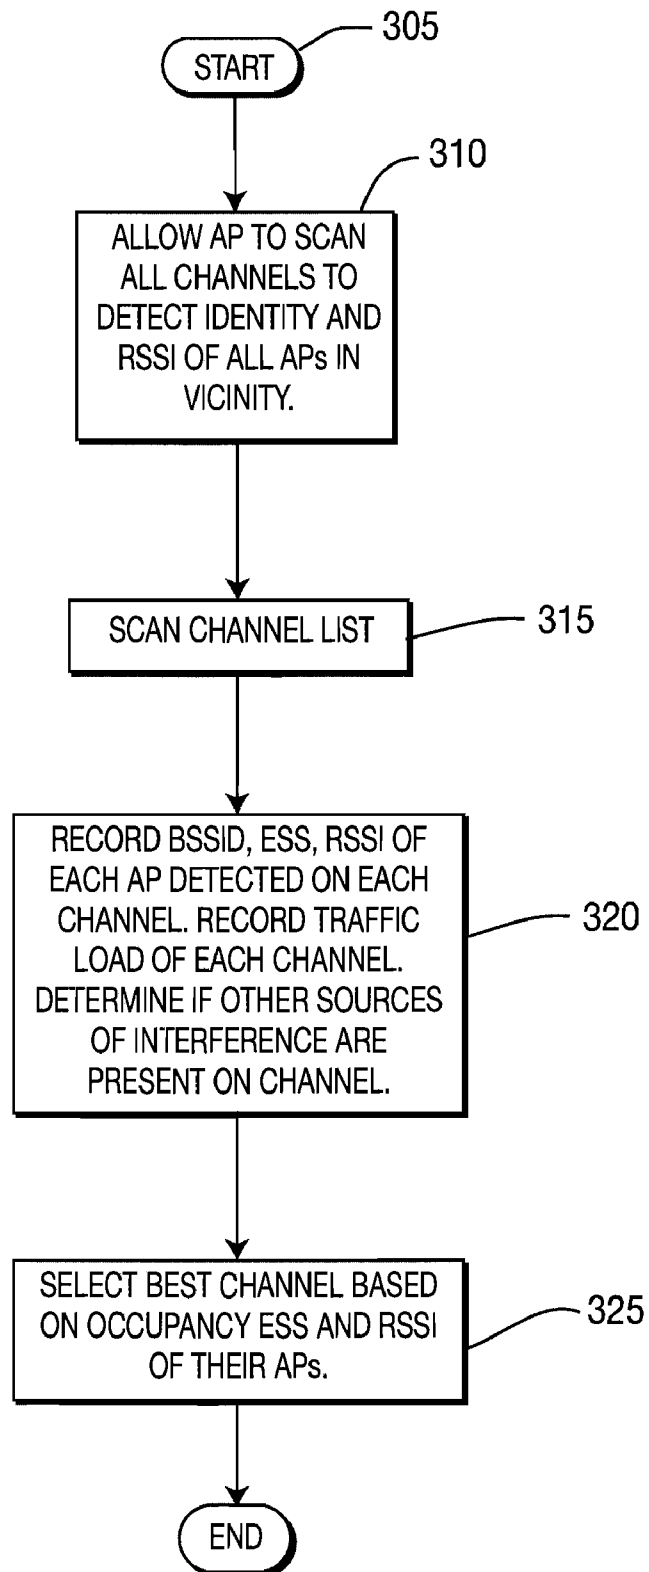 305
START
310
ALLOW AP TO SCAN
ALL CHANNELS TO
DETECT IDENTITY AND
RSSI OF ALL APs IN
VICINITY.
SCAN CHANNEL LIST
315
RECORD BSSID, ESS, RSSI OF
EACH AP DETECTED ON EACH
CHANNEL. RECORD TRAFFIC
LOAD OF EACH CHANNEL.
DETERMINE IF OTHER SOURCES
OF INTERFERENCE ARE
PRESENT ON CHANNEL.
320
SELECT BEST CHANNEL BASED
ON OCCUPANCY ESS AND RSSI
OF THEIR APs.
325
END